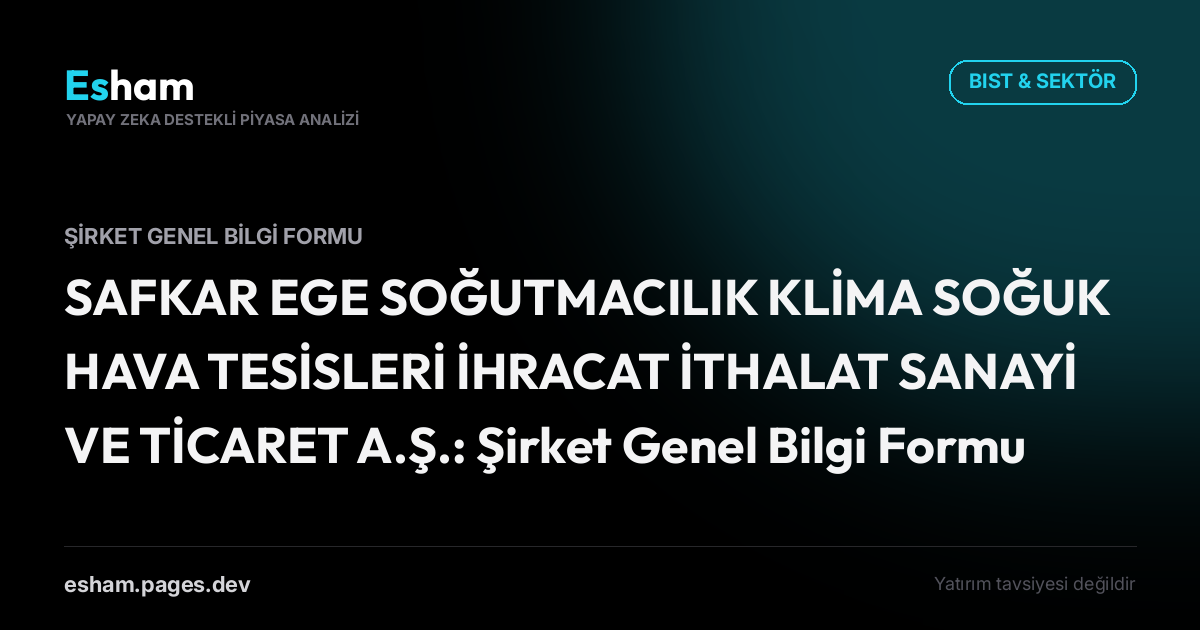 Esham
BIST & SEKTÖR
YAPAY ZEKA DESTEKLİ PİYASA ANALİZİ
ŞİRKET GENEL BİLGİ FORMU
SAFKAR EGE SOĞUTMACILIK KLİMA SOĞUK
HAVA TESİSLERİ İHRACAT İTHALAT SANAYİ
VE TİCARET A.Ş.: Şirket Genel Bilgi Formu
esham.pages.dev
Yatırım tavsiyesi değildir